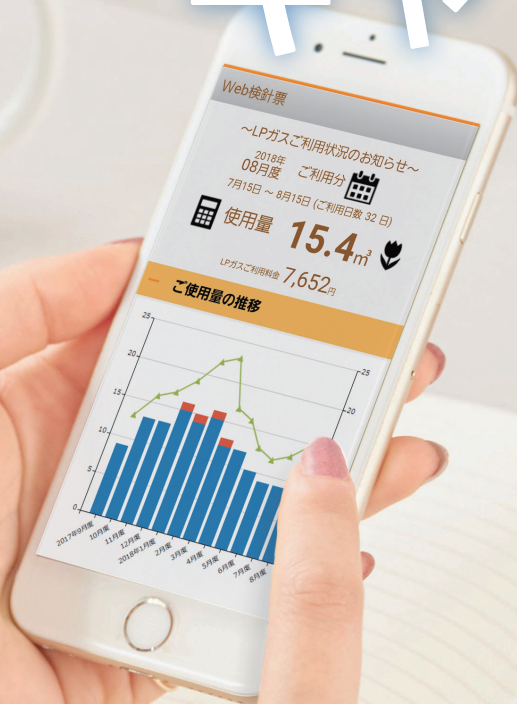 Web検針票
～LPガスご利用状況のお知らせ～
2018年
08月度 ご利用分
7月15日 ～ 8月15日 (ご利用日数 32 日)
使用量 15.4㎥
LPガスご利用料金 7,652円
ー ご使用量の推移
25
20
15
10
5
0
25
20
2017年9月度
10月度
11月度
12月度
2018年1月度
2月度
3月度
4月度
5月度
6月度
7月度
8月度